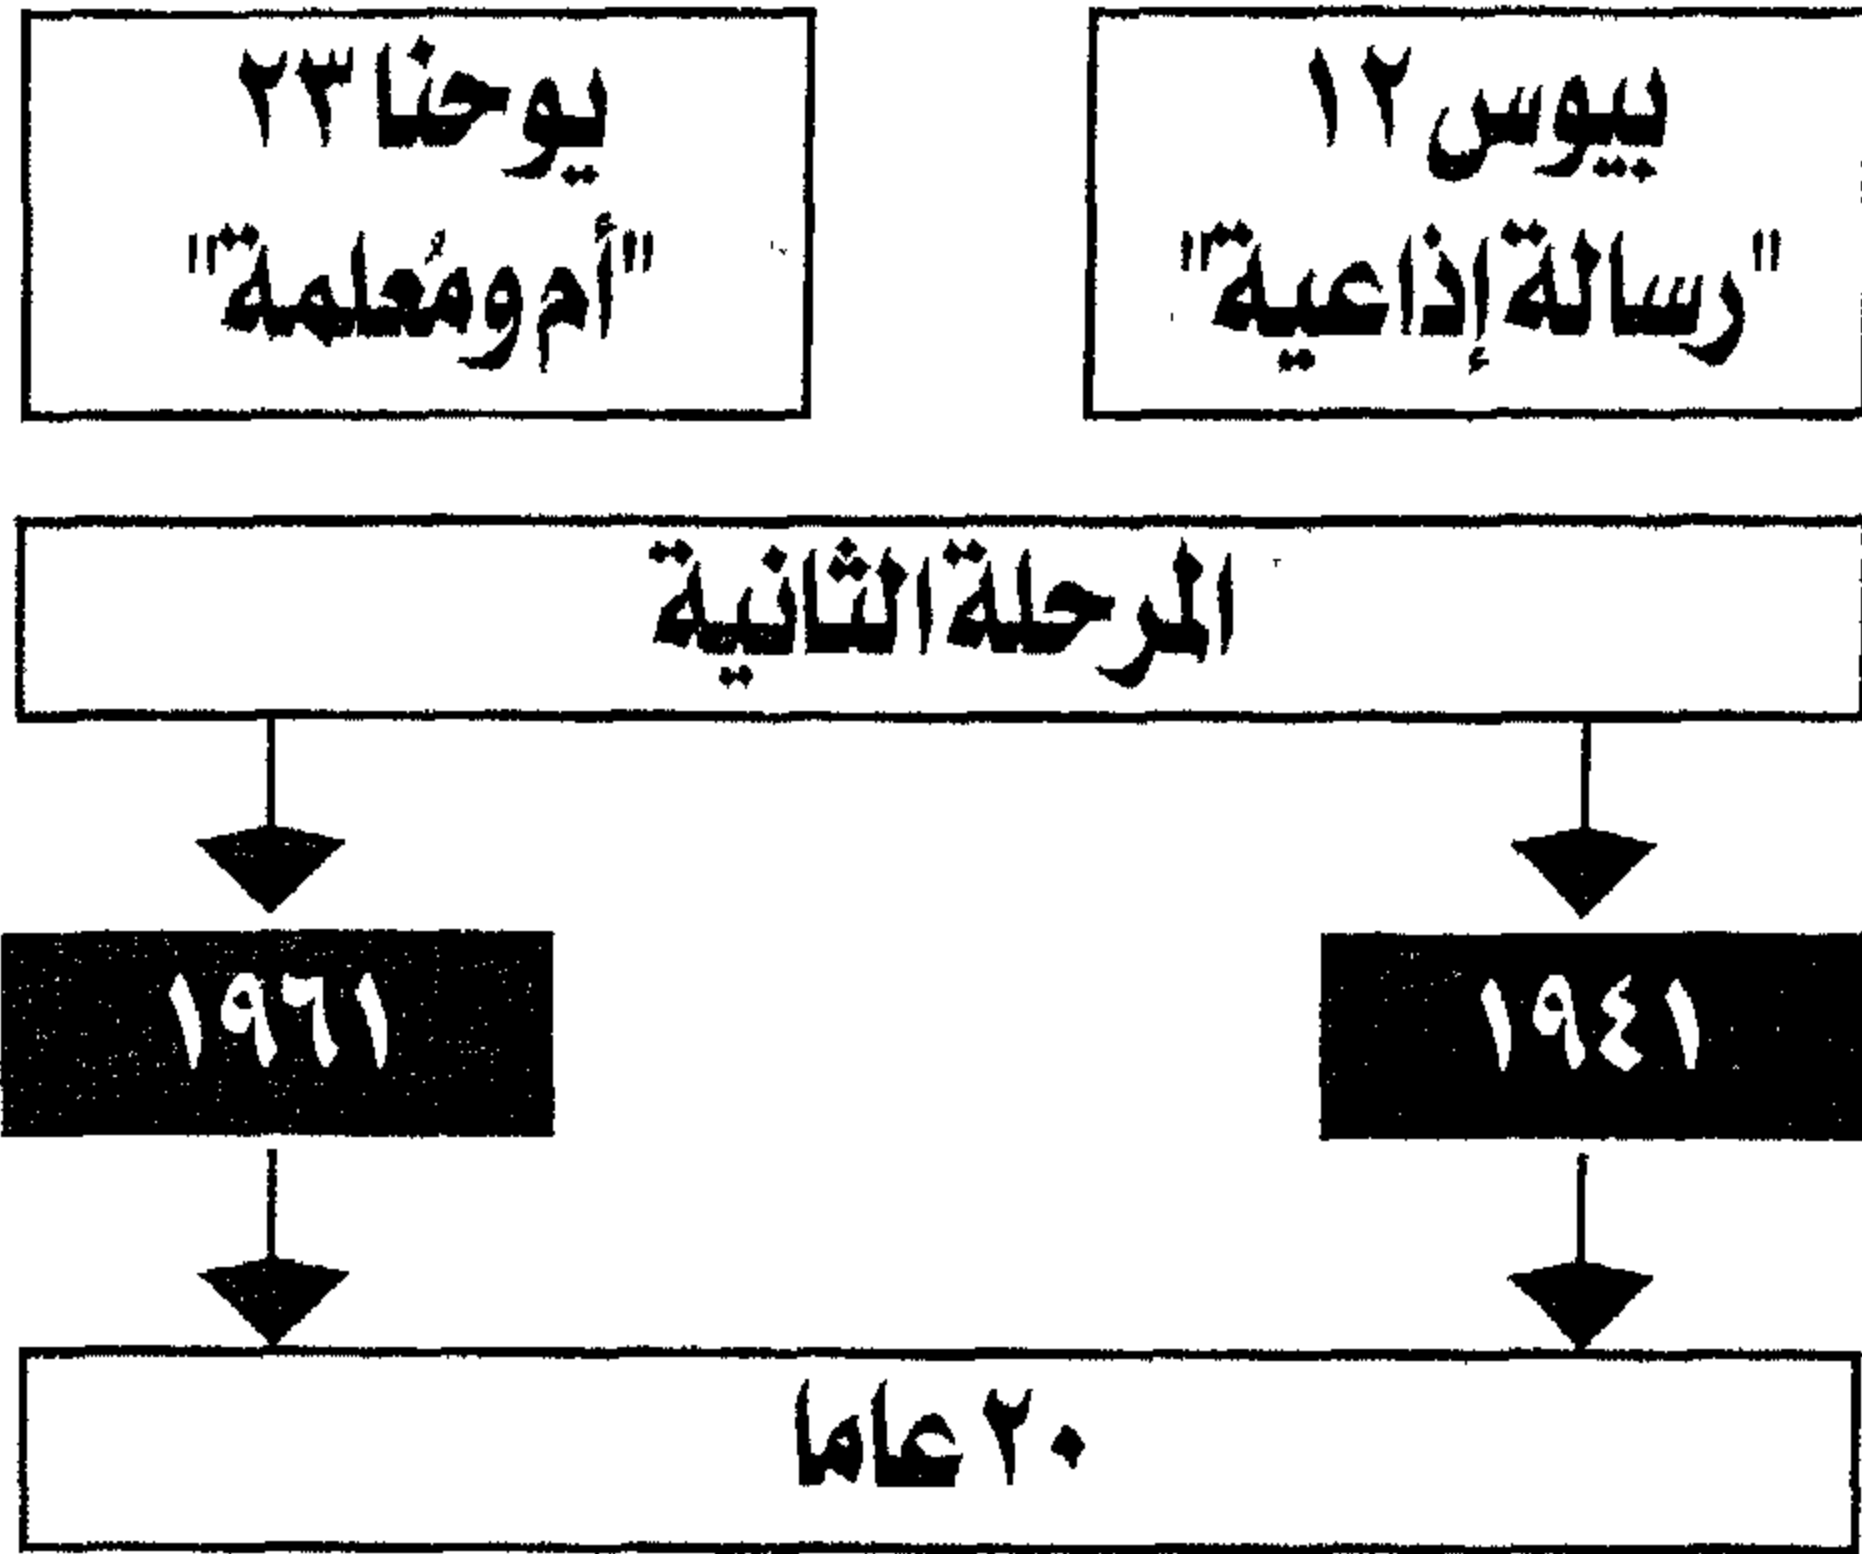 بيوس ١٢
"رسالة إذاعية"
يوحنا ٢٣
"أم ومُعلمة"
المرحلة الثانية
١٩٤١
١٩٦١
٢٠ عاما